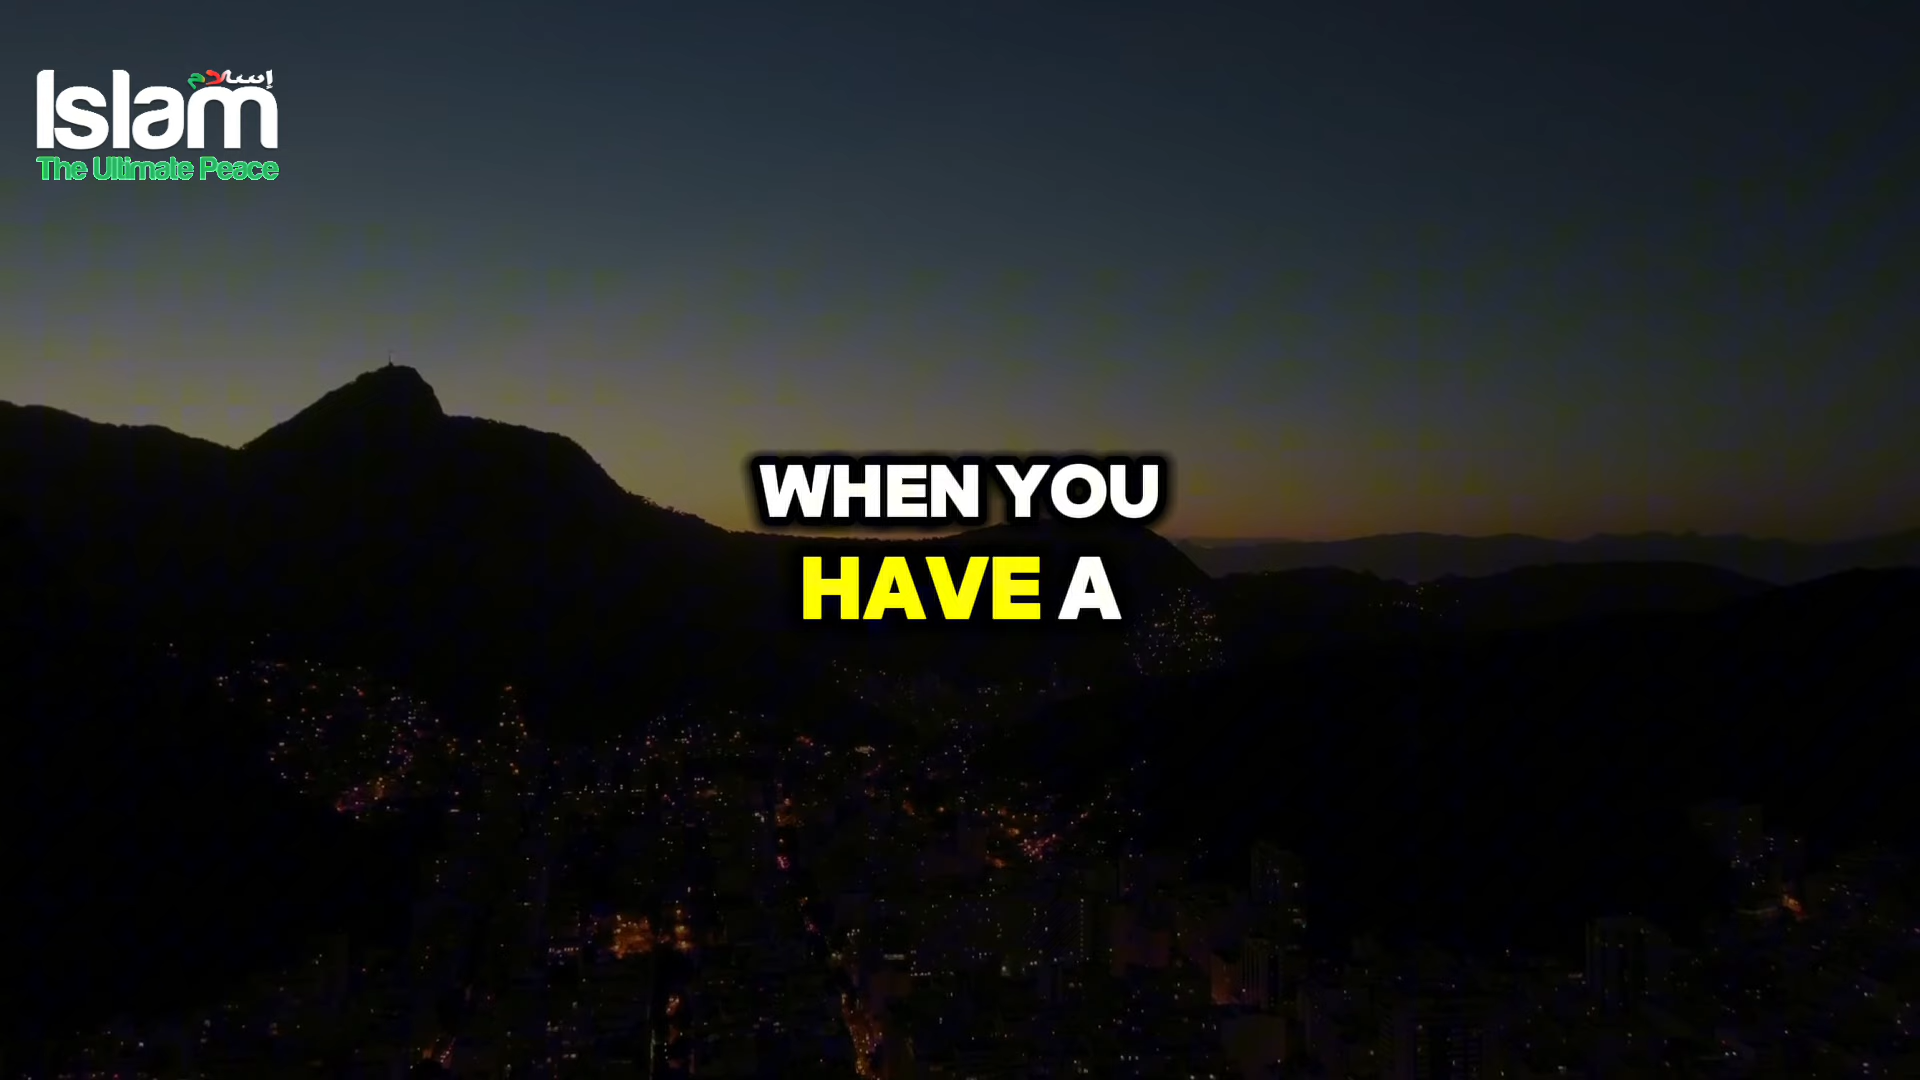 إسلام
Islam
The Ultimate Peace
WHEN YOU
HAVE A